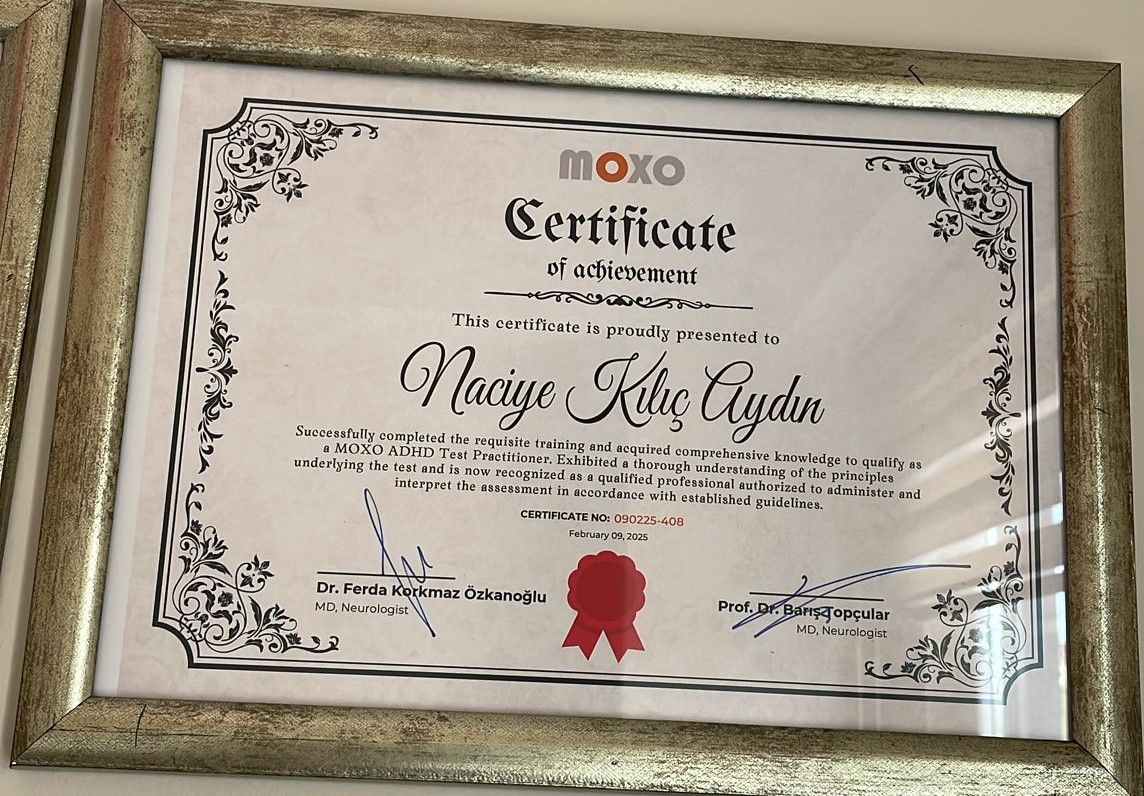 moxo
Certificate
of achievement
This certificate is proudly presented to
Naciye Kılıç Aydın
Successfully completed the requisite training and acquired comprehensive knowledge to qualify as
a MOXO ADHD Test Practitioner. Exhibited a thorough understanding of the principles
underlying the test and is now recognized as a qualified professional authorized to administer and
interpret the assessment in accordance with established guidelines.
CERTIFICATE NO: 090225-408
February 09, 2025
Dr. Ferda Korkmaz Özkanoğlu
MD, Neurologist
Prof. Dr. Barış Topçular
MD, Neurologist